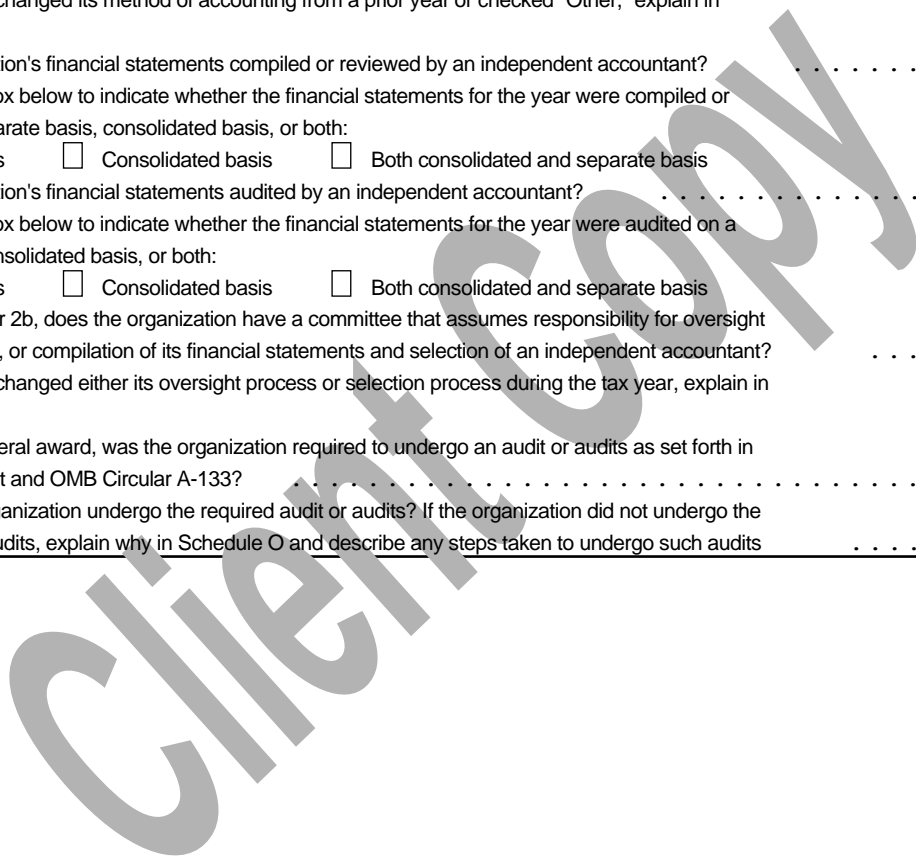 changed its method of accounting from a prior year or checked "Other," explain in
tion's financial statements compiled or reviewed by an independent accountant? . . . . . . .
ox below to indicate whether the financial statements for the year were compiled or
arate basis, consolidated basis, or both:
s ☐ Consolidated basis ☐ Both consolidated and separate basis
tion's financial statements audited by an independent accountant? . . . . . . . . . . . . . .
ox below to indicate whether the financial statements for the year were audited on a
nsolidated basis, or both:
s ☐ Consolidated basis ☐ Both consolidated and separate basis
r 2b, does the organization have a committee that assumes responsibility for oversight
, or compilation of its financial statements and selection of an independent accountant? . . .
changed either its oversight process or selection process during the tax year, explain in
eral award, was the organization required to undergo an audit or audits as set forth in
t and OMB Circular A-133? . . . . . . . . . . . . . . . . . . . . . . . . . . . . . . . . . . .
ganization undergo the required audit or audits? If the organization did not undergo the
udits, explain why in Schedule O and describe any steps taken to undergo such audits . . . .
Client Copy